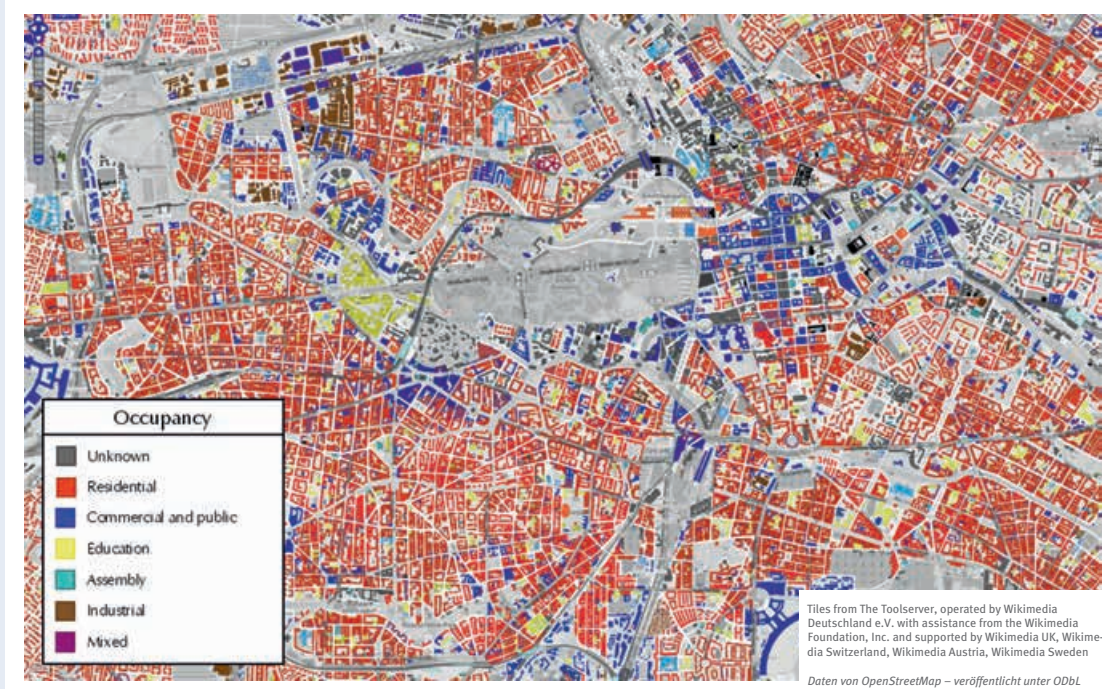 Occupancy
Unknown
Residential
Commercial and public
Education
Assembly
Industrial
Mixed
Tiles from The Toolserver, operated by Wikimedia
Deutschland e.V. with assistance from the Wikimedia
Foundation, Inc. and supported by Wikimedia UK, Wikime-
dia Switzerland, Wikimedia Austria, Wikimedia Sweden
Daten von OpenStreetMap – veröffentlicht unter ODbL